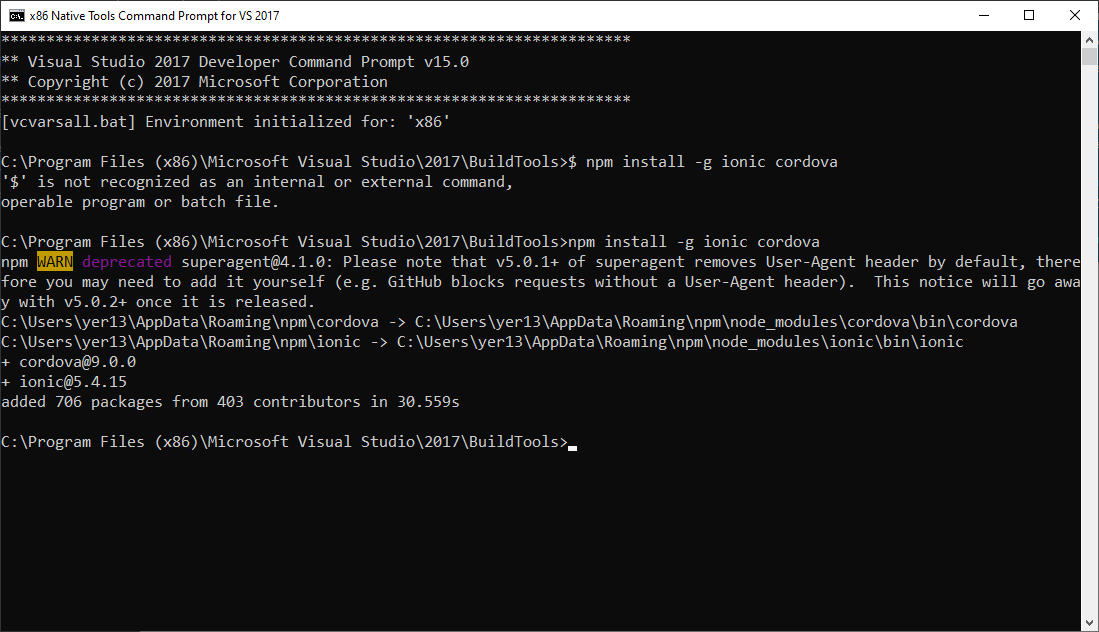 x86 Native Tools Command Prompt for VS 2017
**********************************************************************
** Visual Studio 2017 Developer Command Prompt v15.0
** Copyright (c) 2017 Microsoft Corporation
**********************************************************************
[vcvarsall.bat] Environment initialized for: 'x86'
C:\Program Files (x86)\Microsoft Visual Studio\2017\BuildTools>$ npm install -g ionic cordova
'$' is not recognized as an internal or external command,
operable program or batch file.
C:\Program Files (x86)\Microsoft Visual Studio\2017\BuildTools>npm install -g ionic cordova
npm WARN deprecated superagent@4.1.0: Please note that v5.0.1+ of superagent removes User-Agent header by default, there
fore you may need to add it yourself (e.g. GitHub blocks requests without a User-Agent header).  This notice will go awa
y with v5.0.2+ once it is released.
C:\Users\yer13\AppData\Roaming\npm\cordova -> C:\Users\yer13\AppData\Roaming\npm\node_modules\cordova\bin\cordova
C:\Users\yer13\AppData\Roaming\npm\ionic -> C:\Users\yer13\AppData\Roaming\npm\node_modules\ionic\bin\ionic
+ cordova@9.0.0
+ ionic@5.4.15
added 706 packages from 403 contributors in 30.559s
C:\Program Files (x86)\Microsoft Visual Studio\2017\BuildTools>